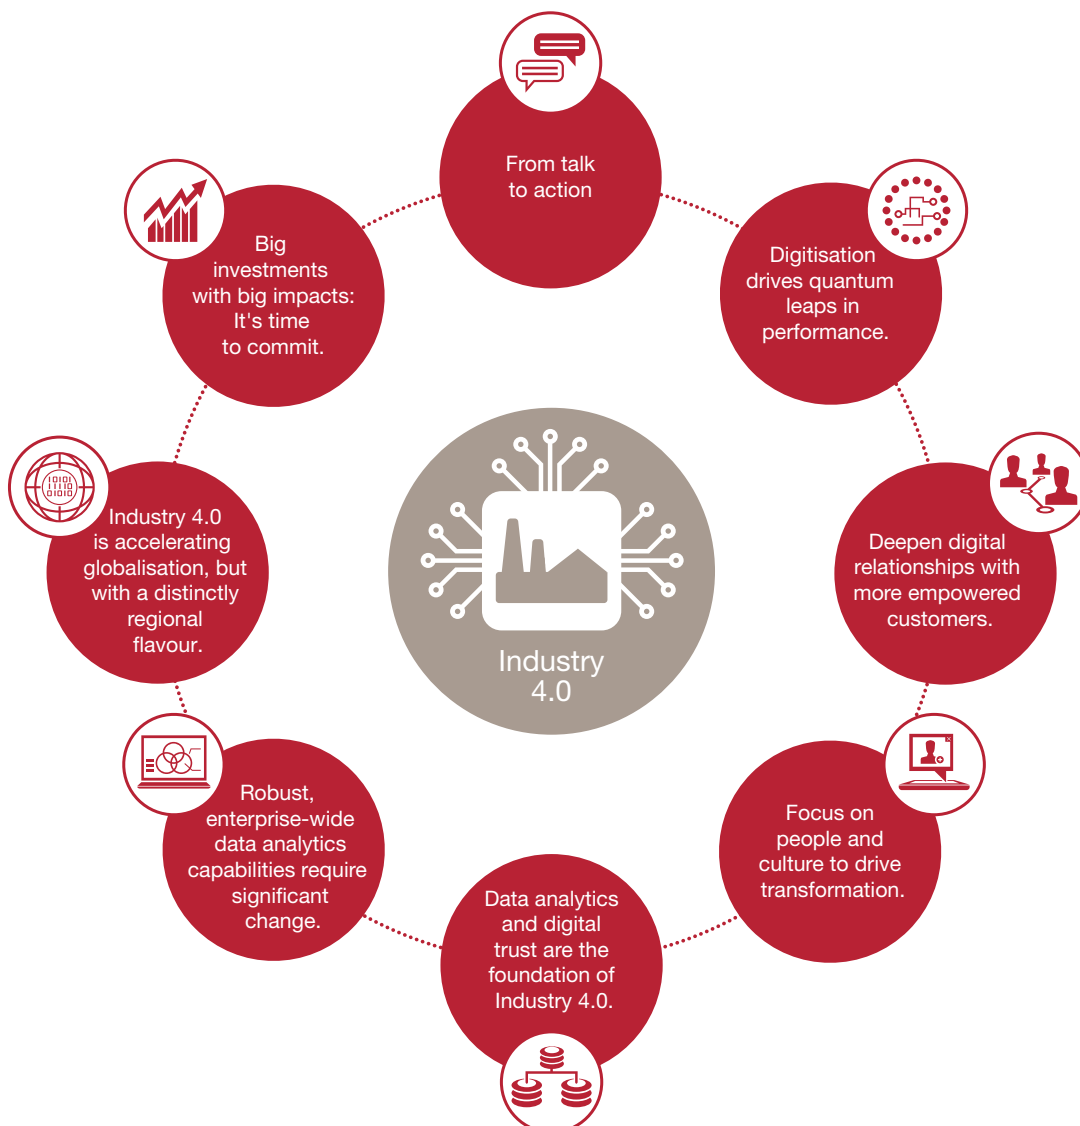 From talk
to action
Digitisation
drives quantum
leaps in
performance.
Deepen digital
relationships with
more empowered
customers.
Focus on
people and
culture to drive
transformation.
Data analytics
and digital
trust are the
foundation of
Industry 4.0.
Robust,
enterprise-wide
data analytics
capabilities require
significant
change.
Industry 4.0
is accelerating
globalisation, but
with a distinctly
regional
flavour.
10101
11110
01010
Big
investments
with big impacts:
It's time
to commit.
Industry
4.0